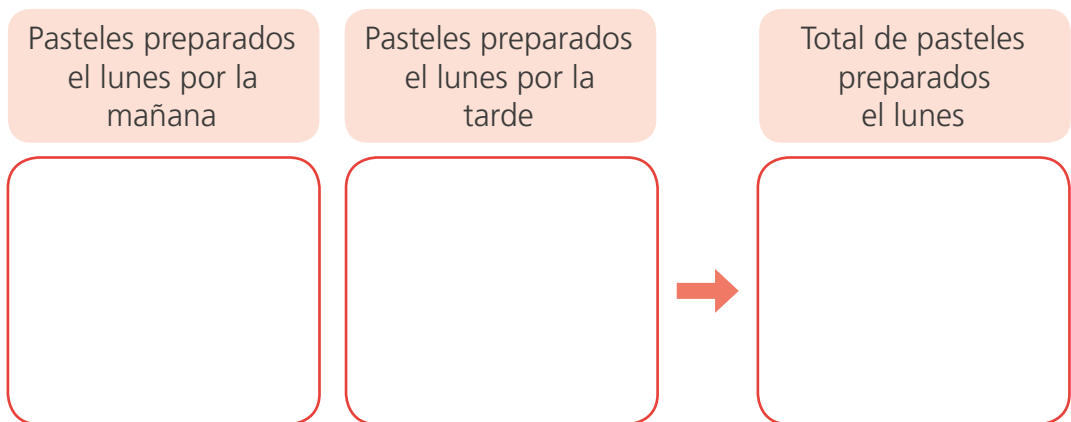 Pasteles preparados
el lunes por la
mañana
Pasteles preparados
el lunes por la
tarde
Total de pasteles
preparados
el lunes